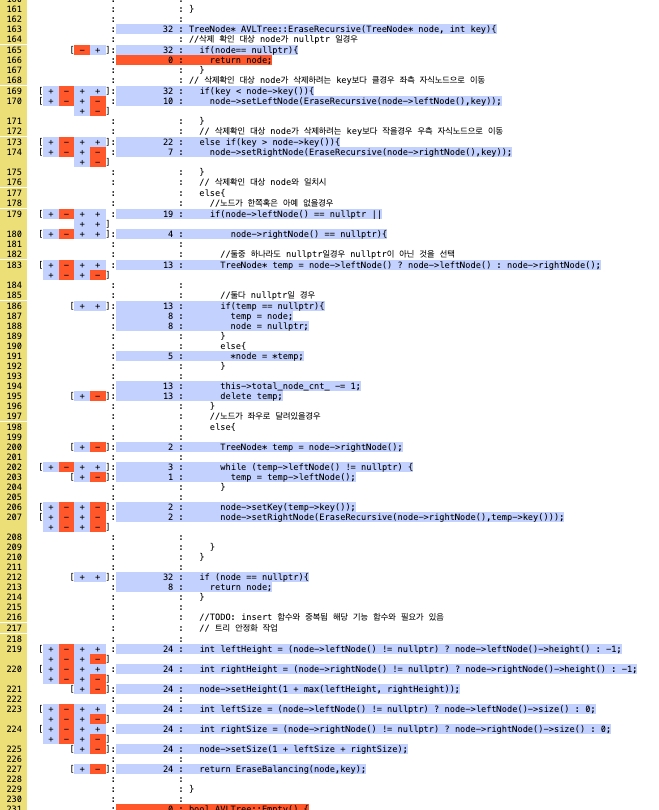 161 : : }
162 : :
163 : 32 : TreeNode* AVLTree::EraseRecursive(TreeNode* node, int key){
164 : : //삭제 확인 대상 node가 nullptr 일경우
165 [ - + ]: 32 : if(node== nullptr){
166 : 0 : return node;
167 : : }
168 : : // 삭제확인 대상 node가 삭제하려는 key보다 클경우 좌측 자식노드으로 이동
169 [ + - + + ]: 32 : if(key < node->key()){
170 [ + - + - : 10 : node->setLeftNode(EraseRecursive(node->leftNode(),key));
+ - ]
171 : : }
172 : : // 삭제확인 대상 node가 삭제하려는 key보다 작을경우 우측 자식노드으로 이동
173 [ + - + + ]: 22 : else if(key > node->key()){
174 [ + - + - : 7 : node->setRightNode(EraseRecursive(node->rightNode(),key));
+ - ]
175 : : }
176 : : // 삭제확인 대상 node와 일치시
177 : : else{
178 : : //노드가 한쪽혹은 아예 없을경우
179 [ + - + + : 19 : if(node->leftNode() == nullptr ||
+ + ]
180 [ + - + + ]: 4 : node->rightNode() == nullptr){
181 : :
182 : : //둘중 하나라도 nullptr일경우 nullptr이 아닌 것을 선택
183 [ + - + + : 13 : TreeNode* temp = node->leftNode() ? node->leftNode() : node->rightNode();
+ - + - ]
184 : :
185 : : //둘다 nullptr일 경우
186 [ + + ]: 13 : if(temp == nullptr){
187 : 8 : temp = node;
188 : 8 : node = nullptr;
189 : : }
190 : : else{
191 : 5 : *node = *temp;
192 : : }
193 : :
194 : 13 : this->total_node_cnt_ -= 1;
195 [ + - ]: 13 : delete temp;
196 : : }
197 : : //노드가 좌우로 달려있을경우
198 : : else{
199 : :
200 [ + - ]: 2 : TreeNode* temp = node->rightNode();
201 : :
202 [ + - + + ]: 3 : while (temp->leftNode() != nullptr) {
203 [ + - ]: 1 : temp = temp->leftNode();
204 : : }
205 : :
206 [ + - + - ]: 2 : node->setKey(temp->key());
207 [ + - + - : 2 : node->setRightNode(EraseRecursive(node->rightNode(),temp->key()));
+ - + - ]
208 : :
209 : : }
210 : : }
211 : :
212 [ + + ]: 32 : if (node == nullptr){
213 : 8 : return node;
214 : : }
215 : :
216 : : //TODO: insert 함수와 중복됨 해당 기능 함수와 필요가 있음
217 : : // 트리 안정화 작업
218 : :
219 [ + - + + : 24 : int leftHeight = (node->leftNode() != nullptr) ? node->leftNode()->height() : -1;
+ - + - ]
220 [ + - + + : 24 : int rightHeight = (node->rightNode() != nullptr) ? node->rightNode()->height() : -1;
+ - + - ]
221 [ + - ]: 24 : node->setHeight(1 + max(leftHeight, rightHeight));
222 : :
223 [ + - + + : 24 : int leftSize = (node->leftNode() != nullptr) ? node->leftNode()->size() : 0;
+ - + - ]
224 [ + - + + : 24 : int rightSize = (node->rightNode() != nullptr) ? node->rightNode()->size() : 0;
+ - + - ]
225 [ + - ]: 24 : node->setSize(1 + leftSize + rightSize);
226 : :
227 [ + - ]: 24 : return EraseBalancing(node,key);
228 : :
229 : : }
230 : :
231 : 0 : bool AVLTree::Empty() {